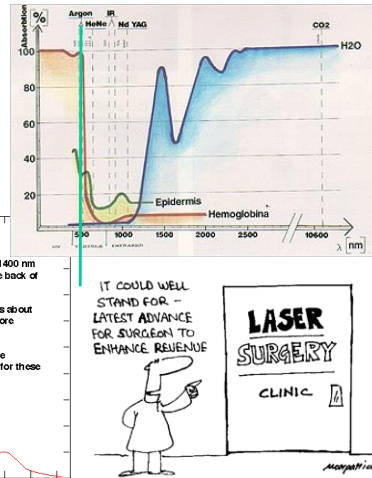 Absorbtion [%]
Argon
IR
HeNe
Nd YAG
CO2
H2O
100
80
60
40
20
Epidermis
Hemoglobina
500
1000
1500
2000
2500
10600
λ [nm]
1400 nm
e back of
s about
ore
e
for these
IT COULD WELL
STAND FOR –
LATEST ADVANCE
FOR SURGEON TO
ENHANCE REVENUE
LASER
SURGERY
CLINIC